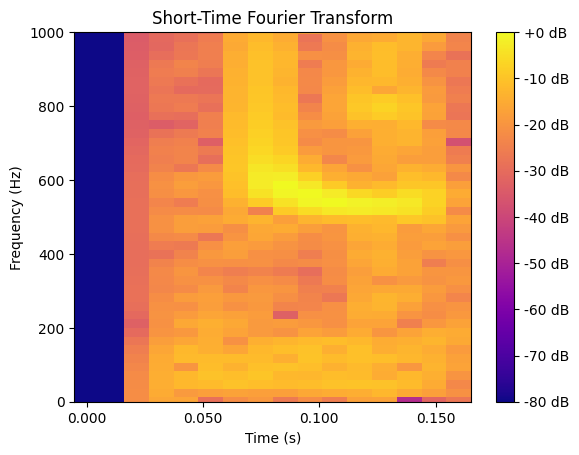 Short-Time Fourier Transform
1000
800
600
400
200
0
Frequency (Hz)
0.000
0.050
0.100
0.150
Time (s)
+0 dB
-10 dB
-20 dB
-30 dB
-40 dB
-50 dB
-60 dB
-70 dB
-80 dB